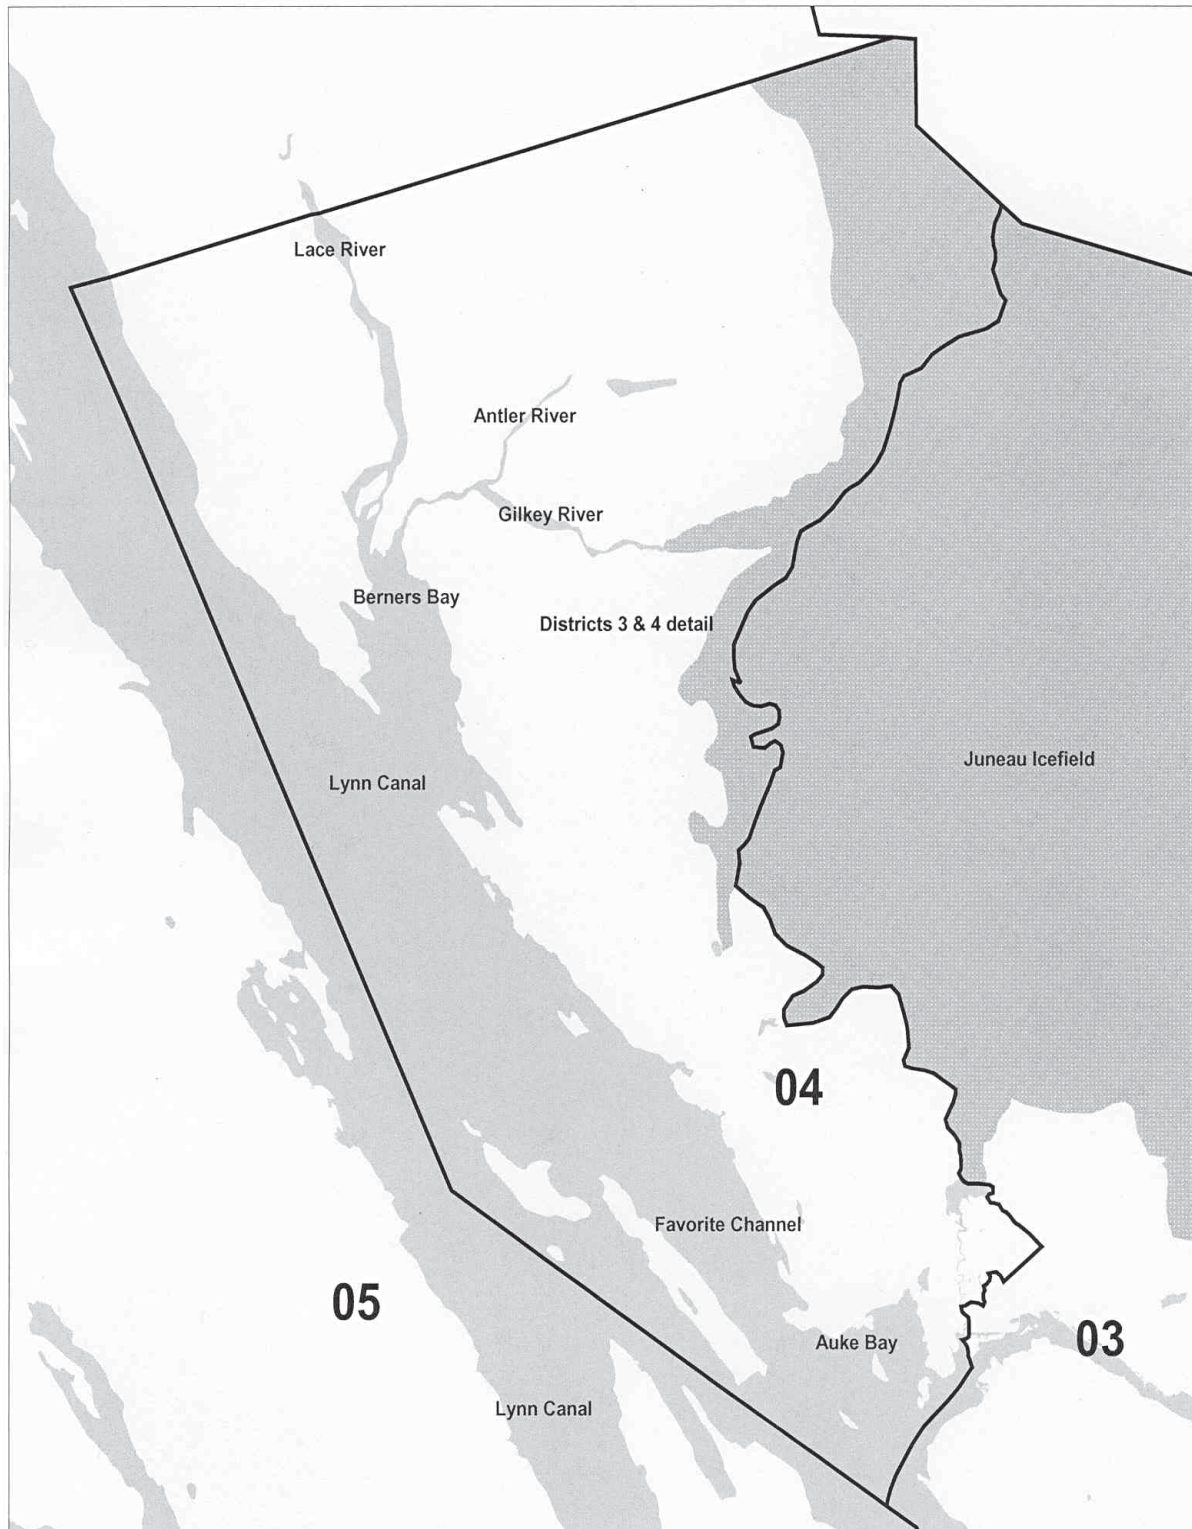 Lace River
Antler River
Gilkey River
Berners Bay
Districts 3 & 4 detail
Juneau Icefield
Lynn Canal
04
Favorite Channel
05
03
Auke Bay
Lynn Canal